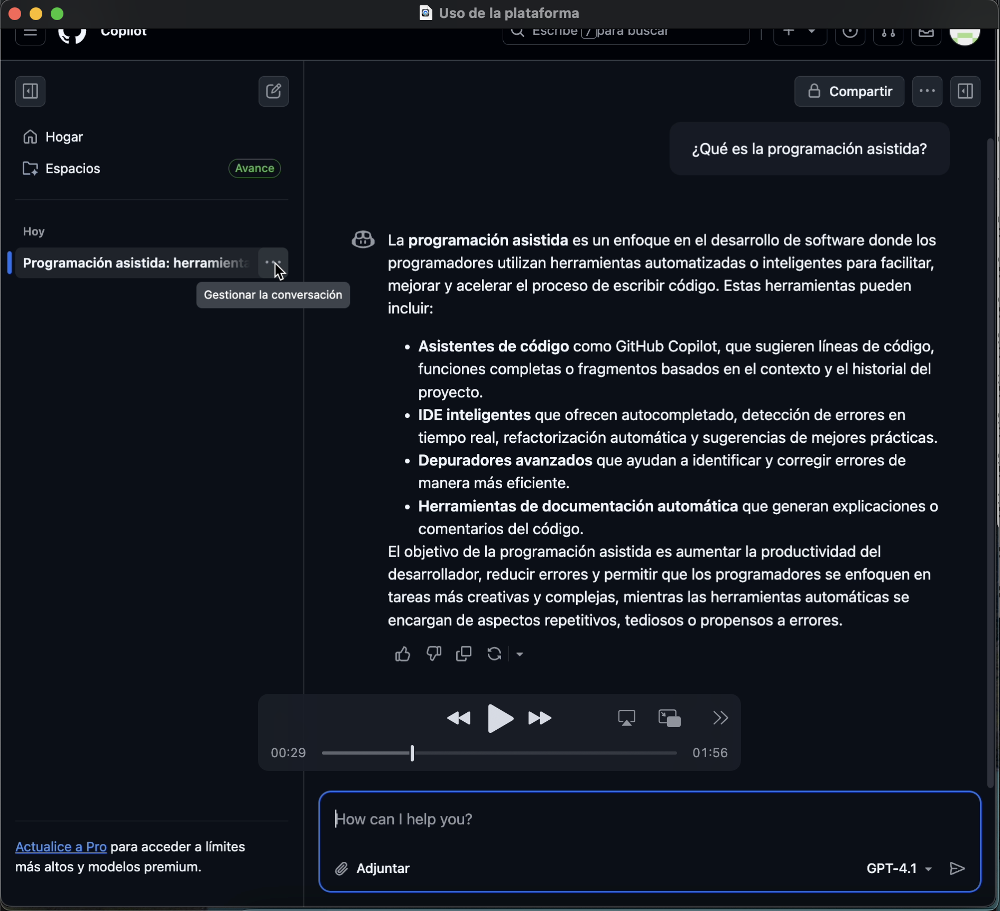 Uso de la plataforma
Copilot
Escribe / para buscar
Compartir
Hogar
Espacios
Avance
Hoy
Programación asistida: herramienta
Gestionar la conversación
¿Qué es la programación asistida?
La programación asistida es un enfoque en el desarrollo de software donde los
programadores utilizan herramientas automatizadas o inteligentes para facilitar,
mejorar y acelerar el proceso de escribir código. Estas herramientas pueden
incluir:
• Asistentes de código como GitHub Copilot, que sugieren líneas de código,
funciones completas o fragmentos basados en el contexto y el historial del
proyecto.
• IDE inteligentes que ofrecen autocompletado, detección de errores en
tiempo real, refactorización automática y sugerencias de mejores prácticas.
• Depuradores avanzados que ayudan a identificar y corregir errores de
manera más eficiente.
• Herramientas de documentación automática que generan explicaciones o
comentarios del código.
El objetivo de la programación asistida es aumentar la productividad del
desarrollador, reducir errores y permitir que los programadores se enfoquen en
tareas más creativas y complejas, mientras las herramientas automáticas se
encargan de aspectos repetitivos, tediosos o propensos a errores.
00:29
01:56
How can I help you?
Adjuntar
GPT-4.1
Actualice a Pro para acceder a límites
más altos y modelos premium.